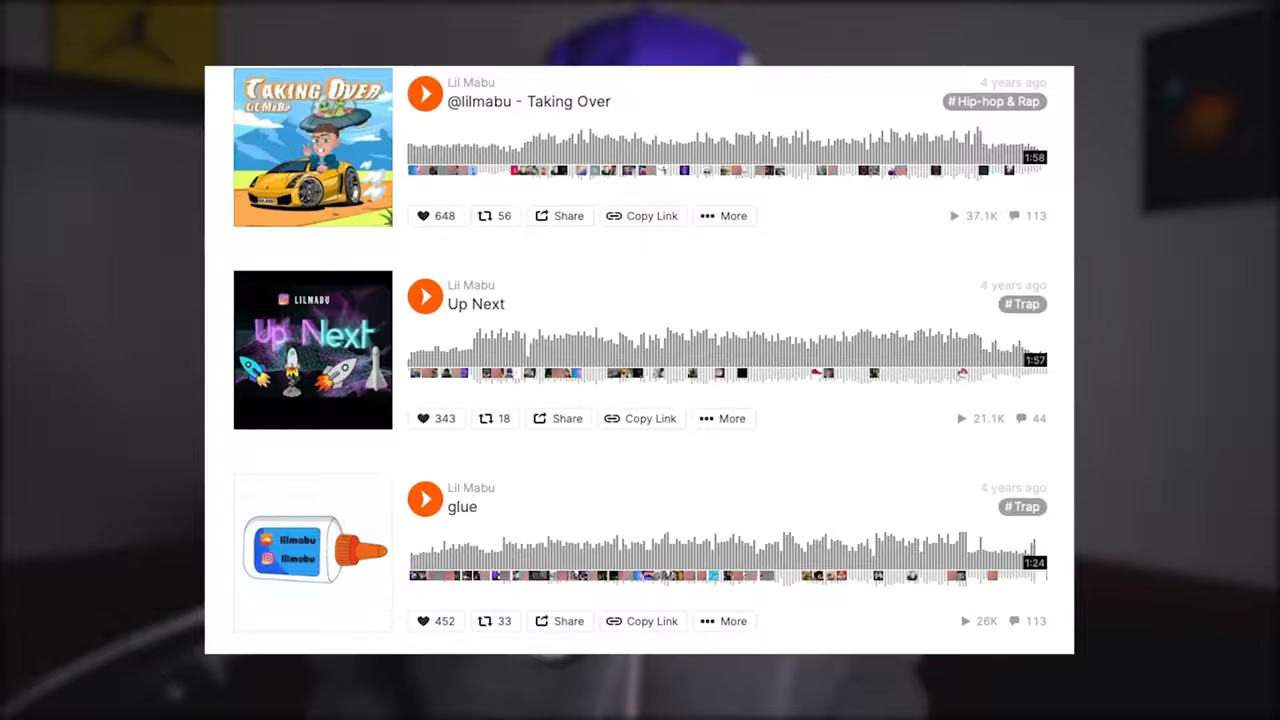 TAKING OVER
LIL MABU
Lil Mabu
4 years ago
@lilmabu - Taking Over
# Hip-hop & Rap
1:58
648
56
Share
Copy Link
More
37.1K
113
LILMABU
Up Next
Lil Mabu
4 years ago
Up Next
# Trap
1:57
343
18
Share
Copy Link
More
21.1K
44
lilmabu
lilmabu
Lil Mabu
4 years ago
glue
# Trap
1:24
452
33
Share
Copy Link
More
26K
113